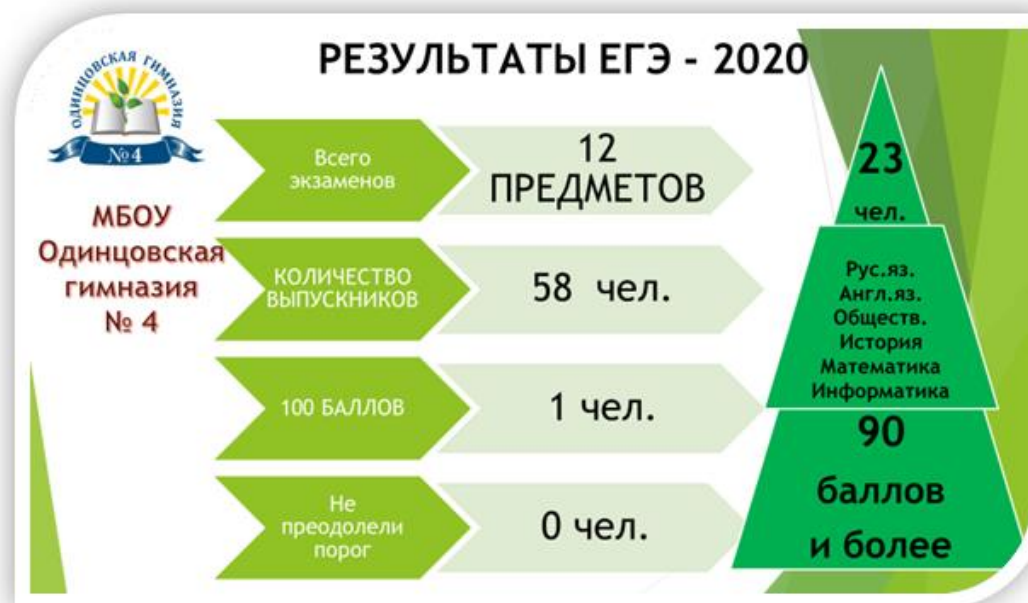 РЕЗУЛЬТАТЫ ЕГЭ - 2020
ОДИНЦОВСКАЯ ГИМНАЗИЯ
№4
МБОУ
Одинцовская
гимназия
№ 4
Всего
экзаменов
12
ПРЕДМЕТОВ
КОЛИЧЕСТВО
ВЫПУСКНИКОВ
58 чел.
100 БАЛЛОВ
1 чел.
Не
преодолели
порог
0 чел.
23
чел.
Рус.яз.
Англ.яз.
Обществ.
История
Математика
Информатика
90
баллов
и более